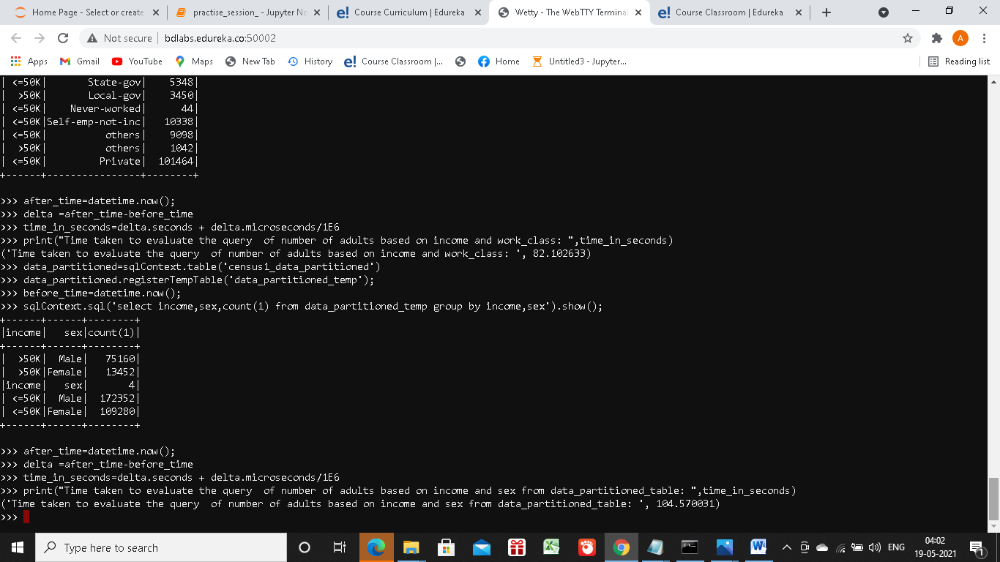 Home Page - Select or create
practise_session_ - Jupyter No
e! Course Curriculum | Edureka
Wetty - The WebTTY Terminal
e! Course Classroom | Edureka
Not secure | bdlabs.edureka.co:50002
A
Apps
Gmail
YouTube
Maps
New Tab
History
e! Course Classroom |...
Home
Untitled3 - Jupyter...
Reading list
| <=50K|       State-gov|    5348|
|  >50K|       Local-gov|    3450|
| <=50K|    Never-worked|      44|
| <=50K|Self-emp-not-inc|   10338|
| <=50K|          others|    9098|
|  >50K|          others|    1042|
| <=50K|         Private|  101464|
+------+----------------+--------+
>>> after_time=datetime.now();
>>> delta =after_time-before_time
>>> time_in_seconds=delta.seconds + delta.microseconds/1E6
>>> print("Time taken to evaluate the query  of number of adults based on income and work_class: ",time_in_seconds)
('Time taken to evaluate the query  of number of adults based on income and work_class: ', 82.102633)
>>> data_partitioned=sqlContext.table('census1_data_partitioned')
>>> data_partitioned.registerTempTable('data_partitioned_temp');
>>> before_time=datetime.now();
>>> sqlContext.sql('select income,sex,count(1) from data_partitioned_temp group by income,sex').show();
+------+------+--------+
|income|   sex|count(1)|
+------+------+--------+
|  >50K|  Male|   75160|
|  >50K|Female|   13452|
|income|   sex|       4|
| <=50K|  Male|  172352|
| <=50K|Female|  109280|
+------+------+--------+
>>> after_time=datetime.now();
>>> delta =after_time-before_time
>>> time_in_seconds=delta.seconds + delta.microseconds/1E6
>>> print("Time taken to evaluate the query  of number of adults based on income and sex from data_partitioned_table: ",time_in_seconds)
('Time taken to evaluate the query  of number of adults based on income and sex from data_partitioned_table: ', 104.570031)
>>>
Type here to search
ENG
04:02
19-05-2021
1